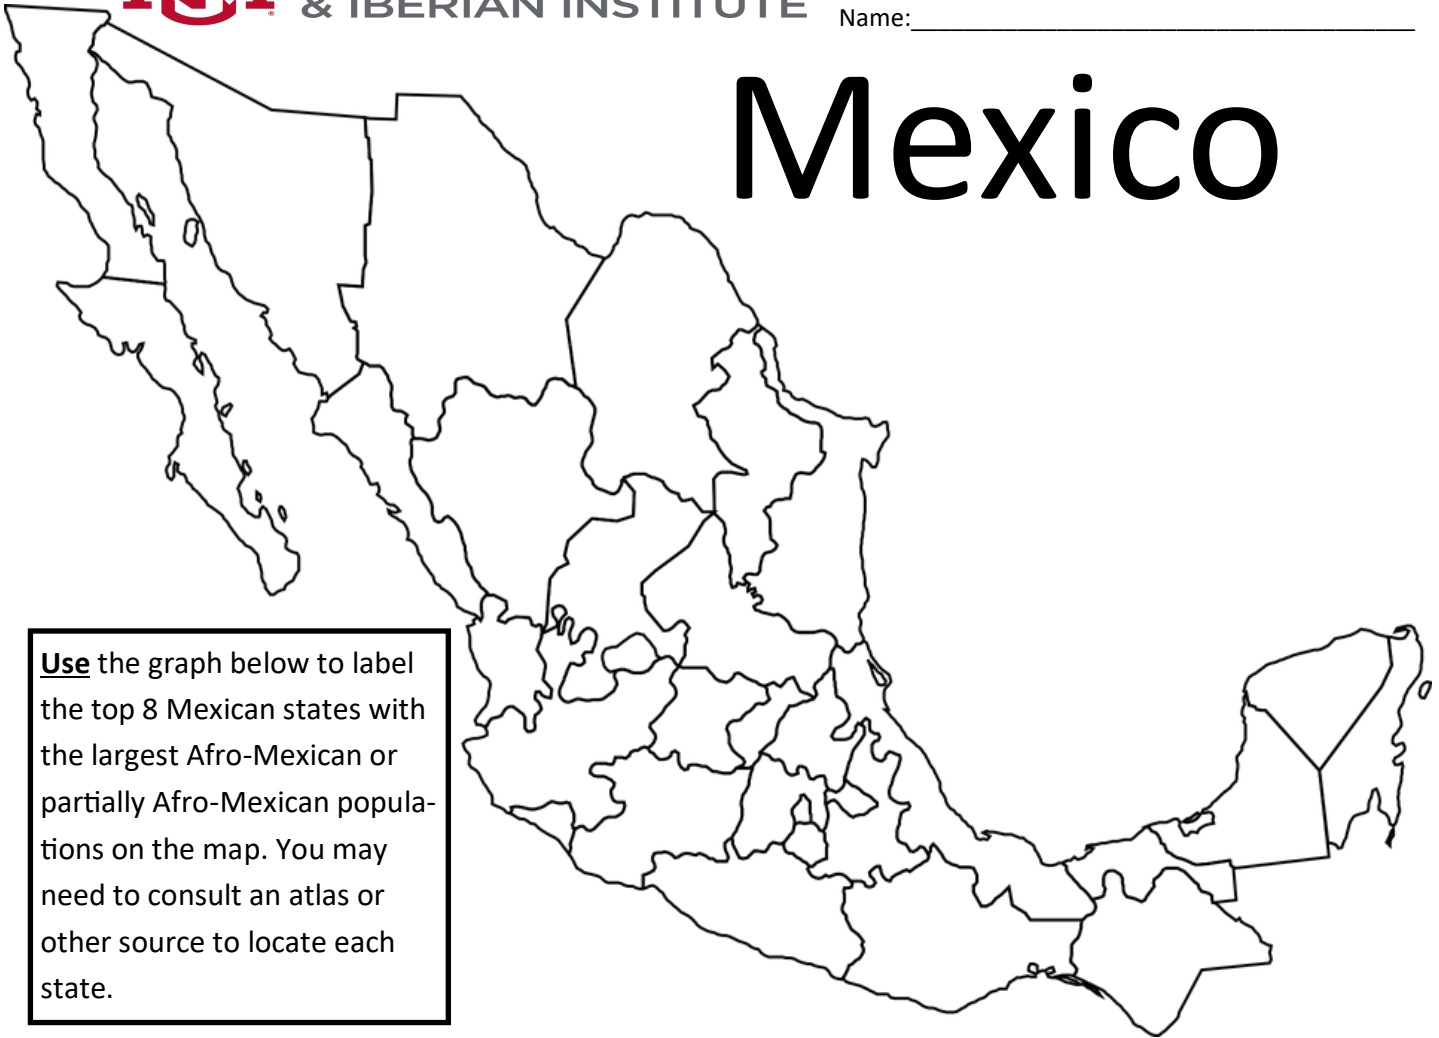 & IBERIAN INSTITUTE
Name:______________________________________
Mexico
Use the graph below to label
the top 8 Mexican states with
the largest Afro-Mexican or
partially Afro-Mexican popula-
tions on the map. You may
need to consult an atlas or
other source to locate each
state.